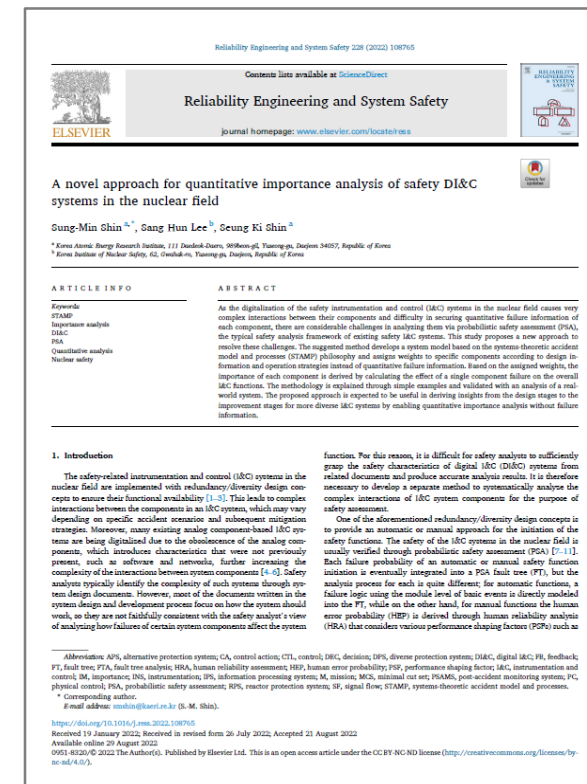 Reliability Engineering and System Safety 228 (2022) 108765
Contents lists available at ScienceDirect
Reliability Engineering and System Safety
ELSEVIER
journal homepage: www.elsevier.com/locate/ress
RELIABILITY
ENGINEERING
& SYSTEM
SAFETY
Check for
updates
A novel approach for quantitative importance analysis of safety DI&C
systems in the nuclear field
Sung-Min Shin a,*, Sang Hun Lee b, Seung Ki Shin a
a Korea Atomic Energy Research Institute, 111 Daedeok-Daero, 989beon-gil, Yuseong-gu, Daejeon 34057, Republic of Korea
b Korea Institute of Nuclear Safety, 62, Gwahak-ro, Yuseong-gu, Daejeon, Republic of Korea
ARTICLE INFO
Keywords:
STAMP
Importance analysis
DI&C
PSA
Quantitative analysis
Nuclear safety
ABSTRACT
As the digitalization of the safety instrumentation and control (I&C) systems in the nuclear field causes very
complex interactions between their components and difficulty in securing quantitative failure information of
each component, there are considerable challenges in analyzing them via probabilistic safety assessment (PSA),
the typical safety analysis framework of existing safety I&C systems. This study proposes a new approach to
resolve these challenges. The suggested method develops a system model based on the systems-theoretic accident
model and processes (STAMP) philosophy and assigns weights to specific components according to design in-
formation and operation strategies instead of quantitative failure information. Based on the assigned weights, the
importance of each component is derived by calculating the effect of a single component failure on the overall
I&C functions. The methodology is explained through simple examples and validated with an analysis of a real-
world system. The proposed approach is expected to be useful in deriving insights from the design stages to the
improvement stages for more diverse I&C systems by enabling quantitative importance analysis without failure
information.
1. Introduction
The safety-related instrumentation and control (I&C) systems in the
nuclear field are implemented with redundancy/diversity design con-
cepts to ensure their functional availability [1–3]. This leads to complex
interactions between the components in an I&C system, which may vary
depending on specific accident scenarios and subsequent mitigation
strategies. Moreover, many existing analog component-based I&C sys-
tems are being digitalized due to the obsolescence of the analog com-
ponents, which introduces characteristics that were not previously
present, such as software and networks, further increasing the
complexity of the interactions between system components [4–6]. Safety
analysts typically identify the complexity of such systems through sys-
tem design documents. However, most of the documents written in the
system design and development process focus on how the system should
work, so they are not faithfully consistent with the safety analyst's view
of analyzing how failures of certain system components affect the system
function. For this reason, it is difficult for safety analysts to sufficiently
grasp the safety characteristics of digital I&C (DI&C) systems from
related documents and produce accurate analysis results. It is therefore
necessary to develop a separate method to systematically analyse the
complex interactions of I&C system components for the purpose of
safety assessment.
One of the aforementioned redundancy/diversity design concepts is
to provide an automatic or manual approach for the initiation of the
safety functions. The safety of the I&C systems in the nuclear field is
usually verified through probabilistic safety assessment (PSA) [7–11].
Each failure probability of an automatic or manual safety function
initiation is eventually integrated into a PSA fault tree (FT), but the
analysis process for each is quite different; for automatic functions, a
failure logic using the module level of basic events is directly modeled
into the FT, while on the other hand, for manual functions the human
error probability (HEP) is derived through human reliability analysis
(HRA) that considers various performance shaping factors (PSFs) such as
Abbreviation: APS, alternative protection system; CA, control action; CTL, control; DEC, decision; DPS, diverse protection system; DI&C, digital I&C; FB, feedback;
FT, fault tree; FTA, fault tree analysis; HRA, human reliability assessment; HEP, human error probability; PSF, performance shaping factor; I&C, instrumentation and
control; IM, importance; INS, instrumentation; IPS, information processing system; M, mission; MCS, minimal cut set; PSAMS, post-accident monitoring system; PC,
physical control; PSA, probabilistic safety assessment; RPS, reactor protection system; SF, signal flow; STAMP, systems-theoretic accident model and processes.
* Corresponding author.
E-mail address: smshin@kaeri.re.kr (S.-M. Shin).
https://doi.org/10.1016/j.ress.2022.108765
Received 19 January 2022; Received in revised form 26 July 2022; Accepted 21 August 2022
Available online 29 August 2022
0951-8320/© 2022 The Author(s). Published by Elsevier Ltd. This is an open access article under the CC BY-NC-ND license (http://creativecommons.org/licenses/by-
nc-nd/4.0/).